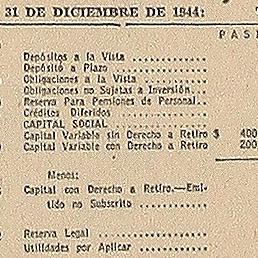 31 DE DICIEMBRE DE 1944:
PASI
Depósitos a la Vista ............
Depósito a Plazo ............
Obligaciones a la Vista ............
Obligaciones no Sujetas a Inversión...
Reserva Para Pensiones de Personal..
Créditos Diferidos ............
CAPITAL SOCIAL ............
Capital Variable sin Derecho a Retiro $ 400
Capital Variable con Derecho a Retiro 200
Menos:
Capital con Derecho a Retiro.—Emi-
tido no Subscrito ............
Reserva Legal ............
Utilidades por Aplicar ............